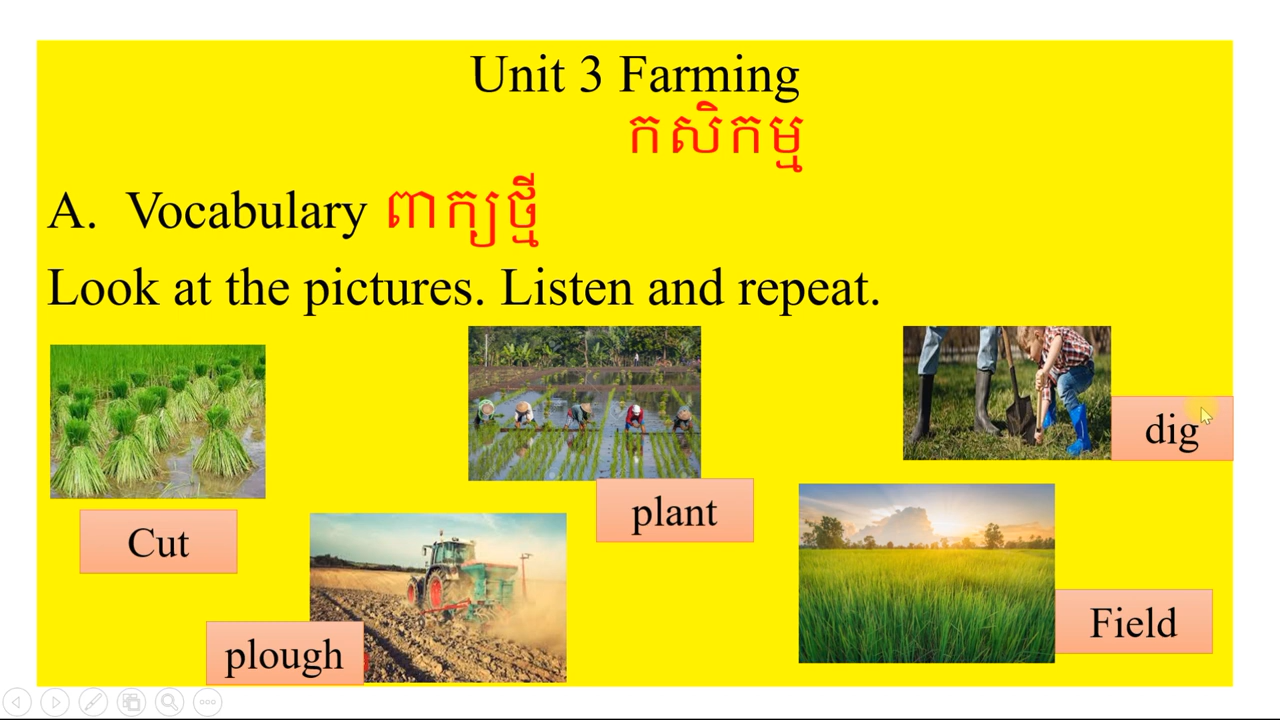 Unit 3 Farming
កសិកម្ម
A. Vocabulary ពាក្យថ្មី
Look at the pictures. Listen and repeat.
dig
plant
Cut
Field
plough